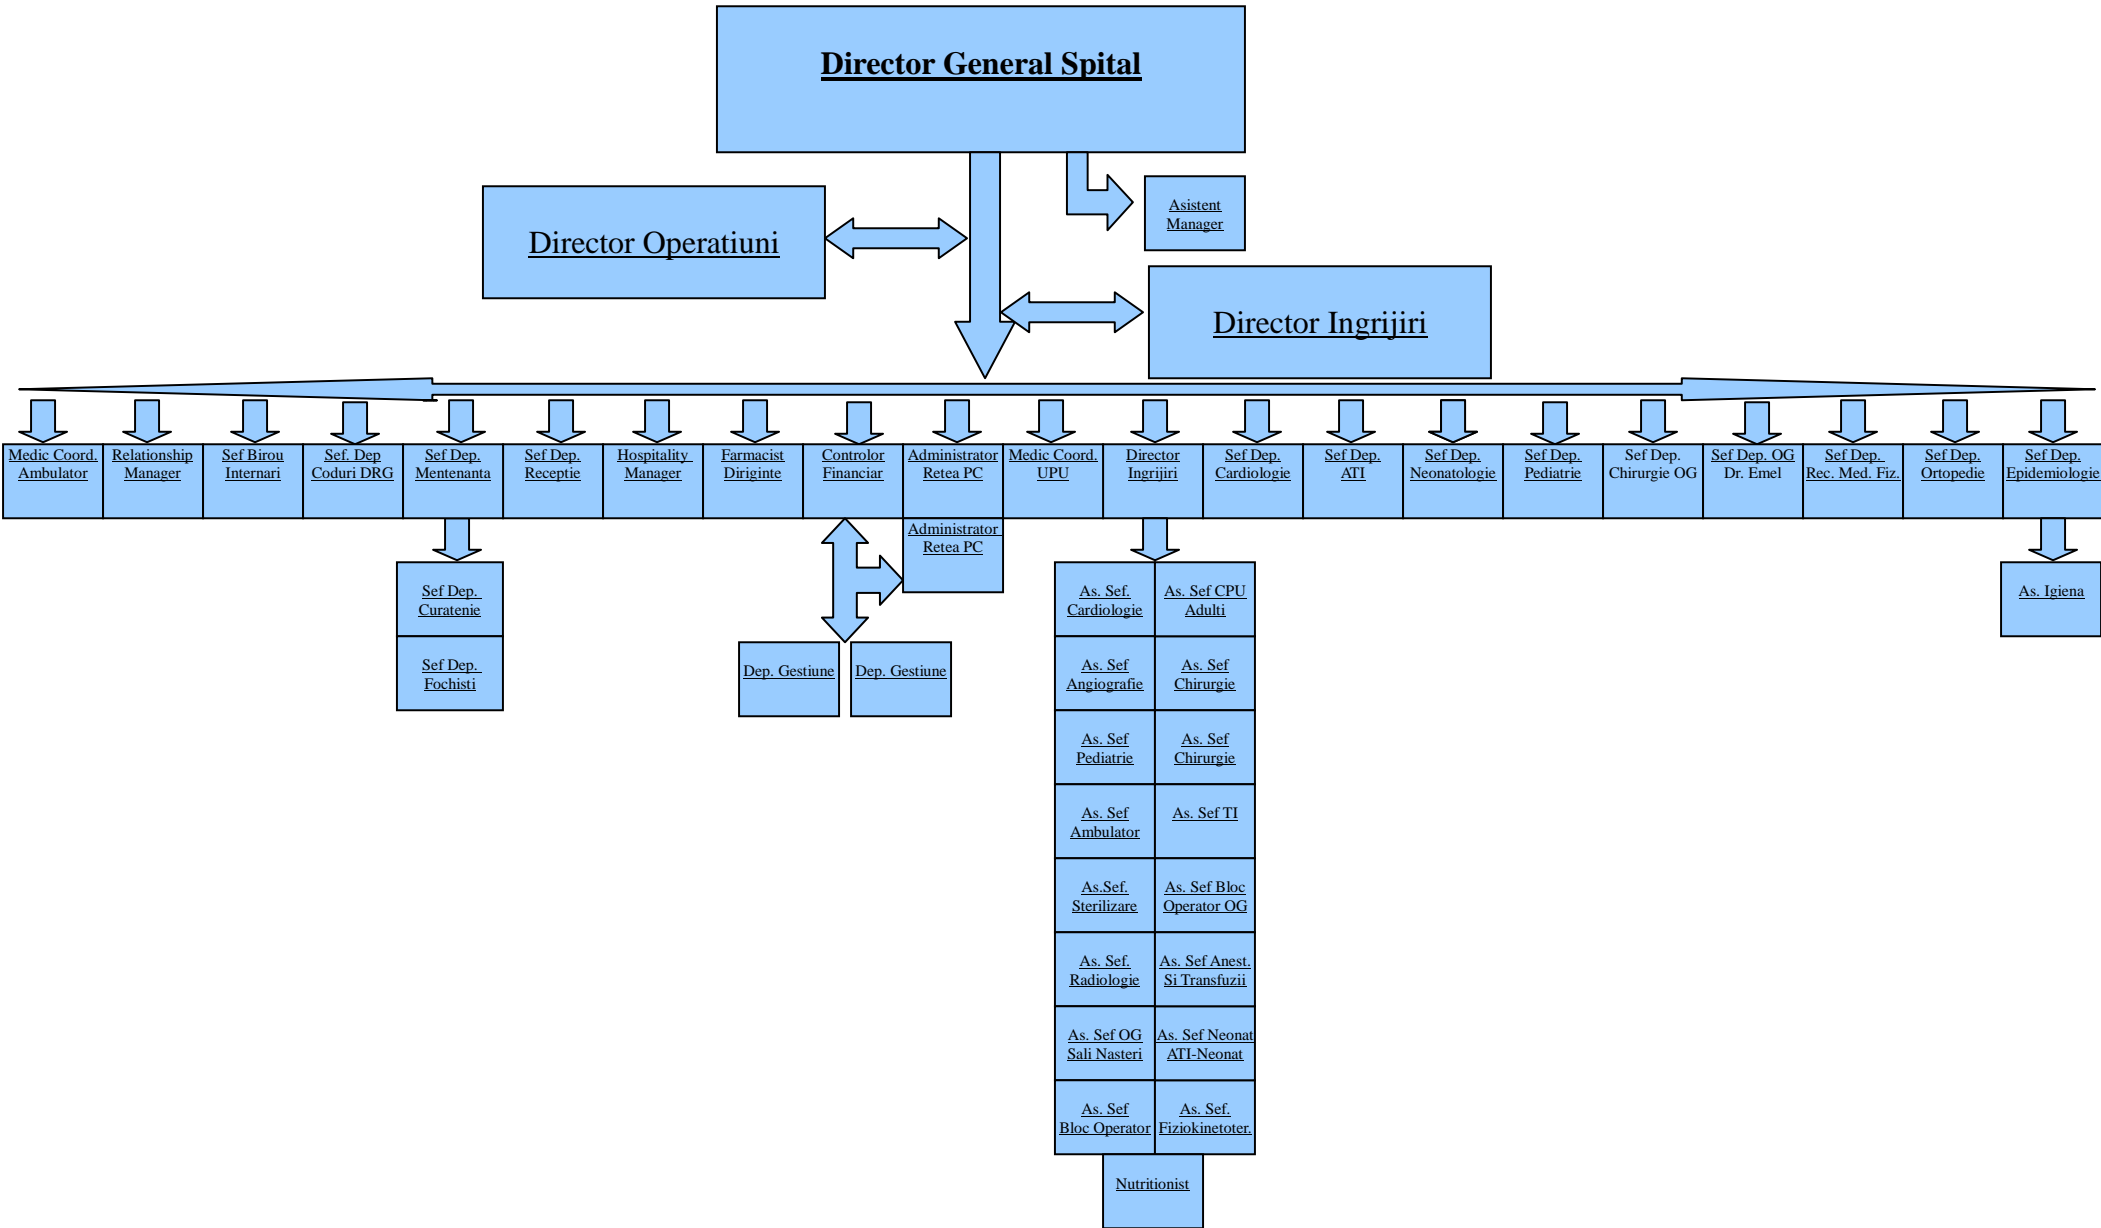 Director General Spital
Asistent
Manager
Director Operatiuni
Director Ingrijiri
Medic Coord.
Ambulator
Relationship
Manager
Sef Birou
Internari
Sef. Dep
Coduri DRG
Sef Dep.
Mentenanta
Sef Dep.
Receptie
Hospitality
Manager
Farmacist
Diriginte
Controlor
Financiar
Administrator
Retea PC
Medic Coord.
UPU
Director
Ingrijiri
Sef Dep.
Cardiologie
Sef Dep.
ATI
Sef Dep.
Neonatologie
Sef Dep.
Pediatrie
Sef Dep.
Chirurgie OG
Sef Dep. OG
Dr. Emel
Sef Dep.
Rec. Med. Fiz.
Sef Dep.
Ortopedie
Sef Dep.
Epidemiologie
Administrator
Retea PC
Sef Dep.
Curatenie
Sef Dep.
Fochisti
Dep. Gestiune
Dep. Gestiune
As. Sef.
Cardiologie
As. Sef CPU
Adulti
As. Sef
Angiografie
As. Sef
Chirurgie
As. Sef
Pediatrie
As. Sef
Chirurgie
As. Sef
Ambulator
As. Sef TI
As.Sef.
Sterilizare
As. Sef Bloc
Operator OG
As. Sef.
Radiologie
As. Sef Anest.
Si Transfuzii
As. Sef OG
Sali Nasteri
As. Sef Neonat
ATI-Neonat
As. Sef
Bloc Operator
As. Sef.
Fiziokinetoter.
Nutritionist
As. Igiena